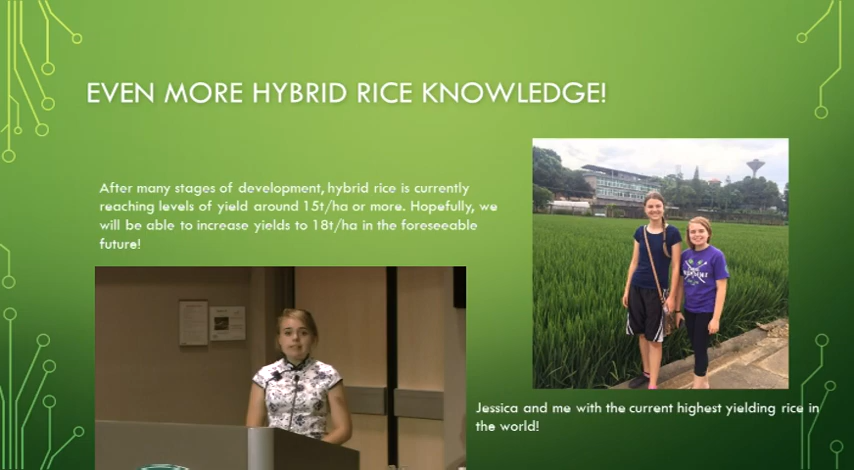 EVEN MORE HYBRID RICE KNOWLEDGE!
After many stages of development, hybrid rice is currently
reaching levels of yield around 15t/ha or more. Hopefully, we
will be able to increase yields to 18t/ha in the foreseeable
future!
Jessica and me with the current highest yielding rice in
the world!